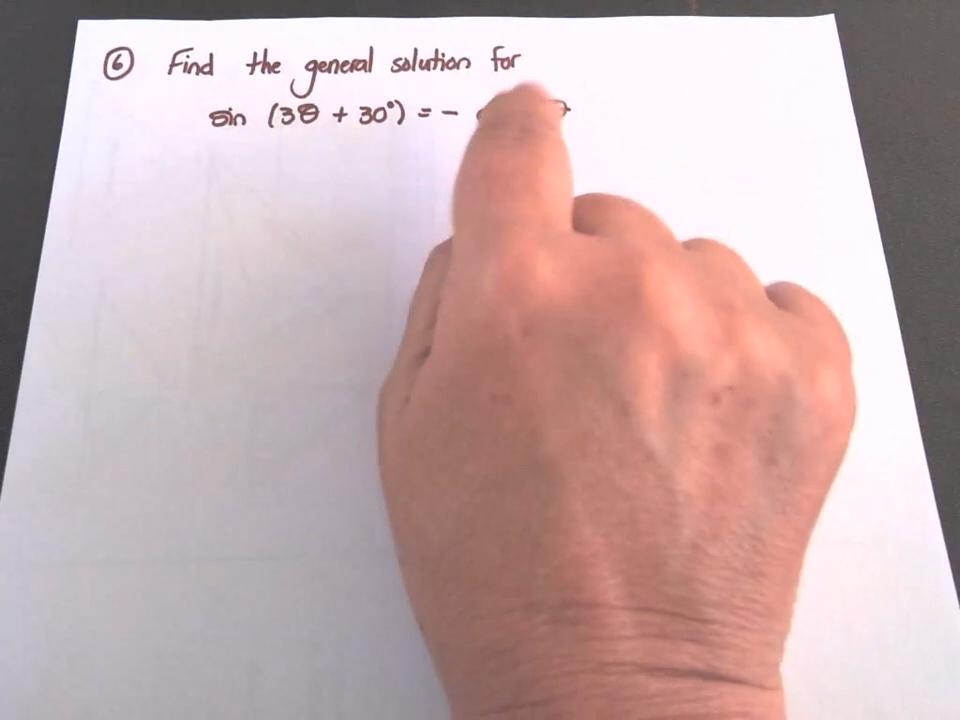 6 Find the general solution for
sin (3θ + 30°) = -